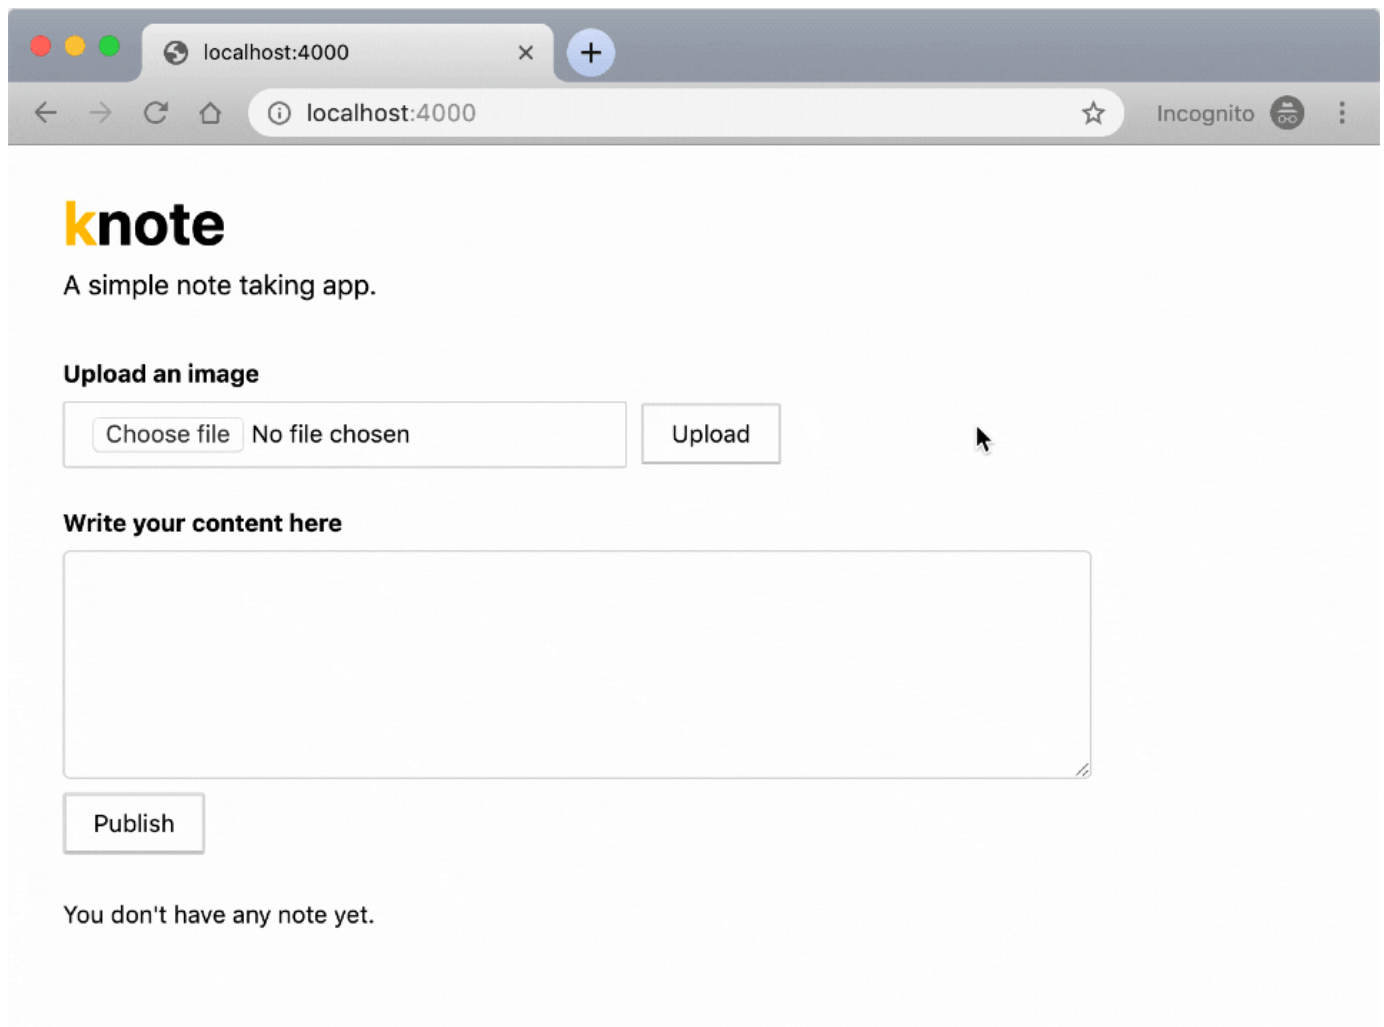 localhost:4000
localhost:4000 Incognito
knote
A simple note taking app.
Upload an image
Choose file No file chosen Upload
Write your content here
Publish
You don't have any note yet.